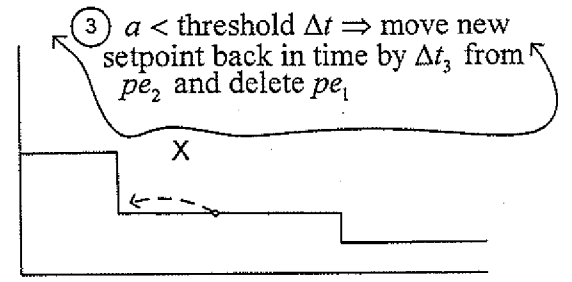 ③ a < threshold Δt ⇒ move new
setpoint back in time by Δt₃ from
pe₂ and delete pe₁
X